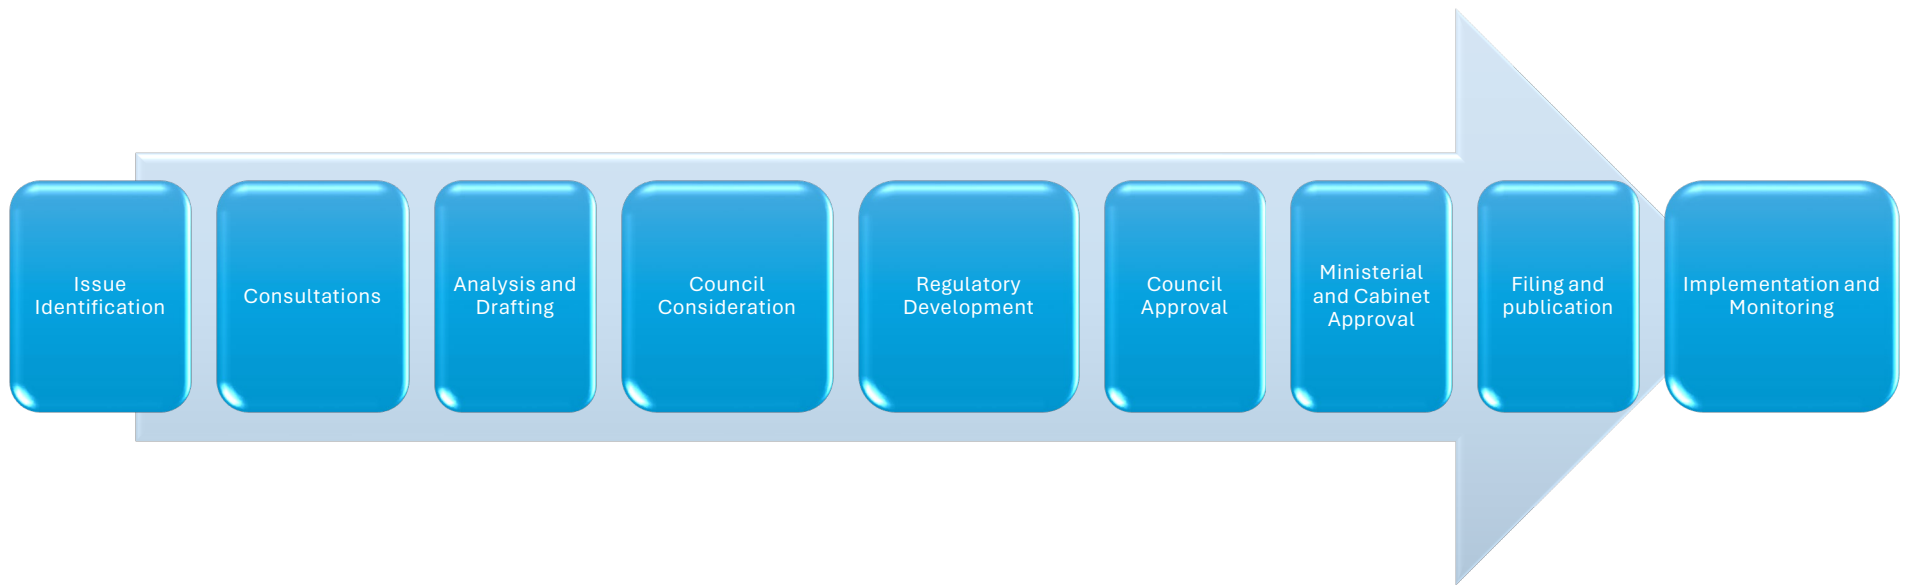 Issue
Identification
Consultations
Analysis and
Drafting
Council
Consideration
Regulatory
Development
Council
Approval
Ministerial
and Cabinet
Approval
Filing and
publication
Implementation and
Monitoring